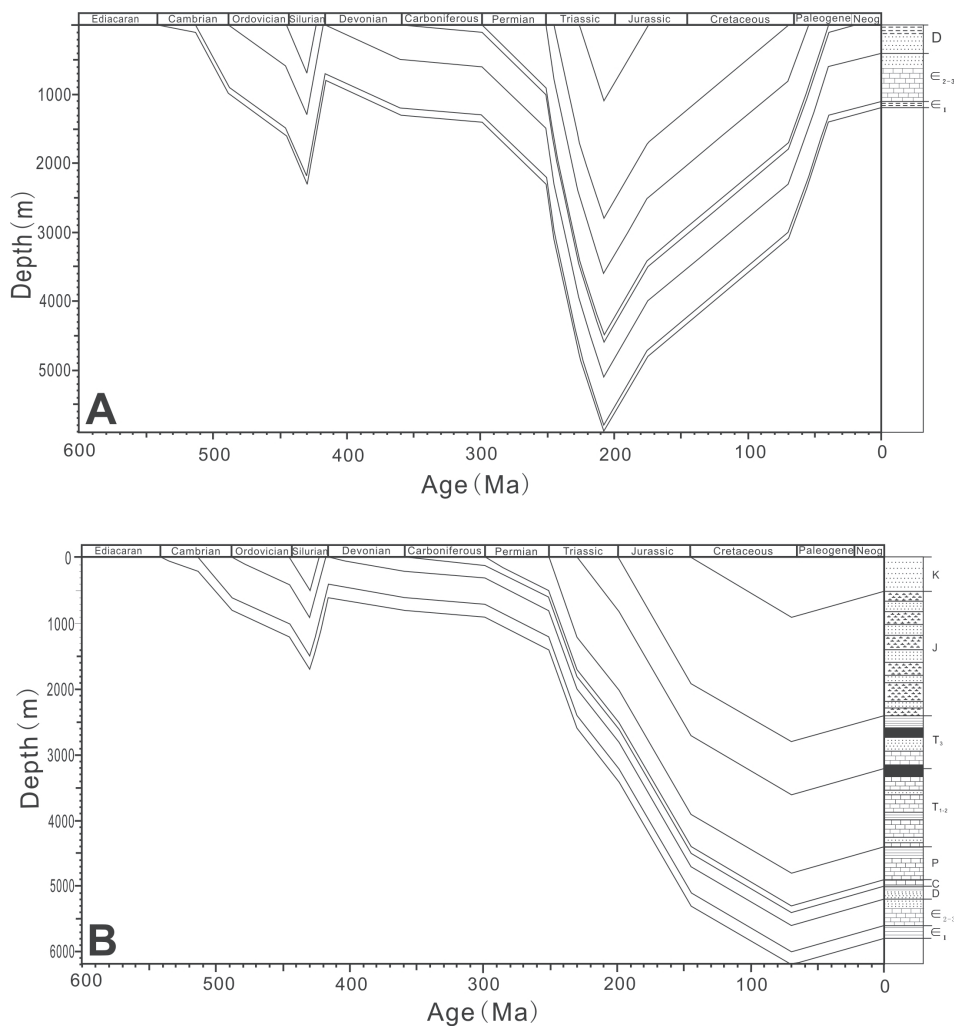 Ediacaran Cambrian Ordovician Silurian Devonian Carboniferous Permian Triassic Jurassic Cretaceous Paleogene Neog
D
∈2-3
∈1
1000
2000
3000
4000
5000
Depth(m)
A
600 500 400 300 200 100 0
Age(Ma)
Ediacaran Cambrian Ordovician Silurian Devonian Carboniferous Permian Triassic Jurassic Cretaceous Paleogene Neog
0
1000
2000
3000
4000
5000
6000
Depth(m)
K
J
T3
T1-2
P
C
D
∈2-3
∈1
B
600 500 400 300 200 100 0
Age(Ma)